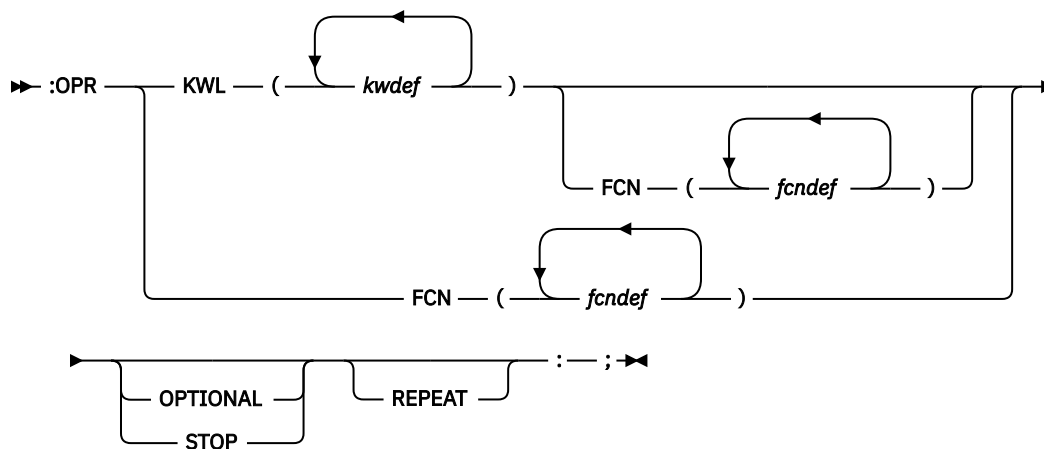 :OPR KWL ( kwdef )
FCN ( fcndef )
FCN ( fcndef )
OPTIONAL
STOP
REPEAT
: ;